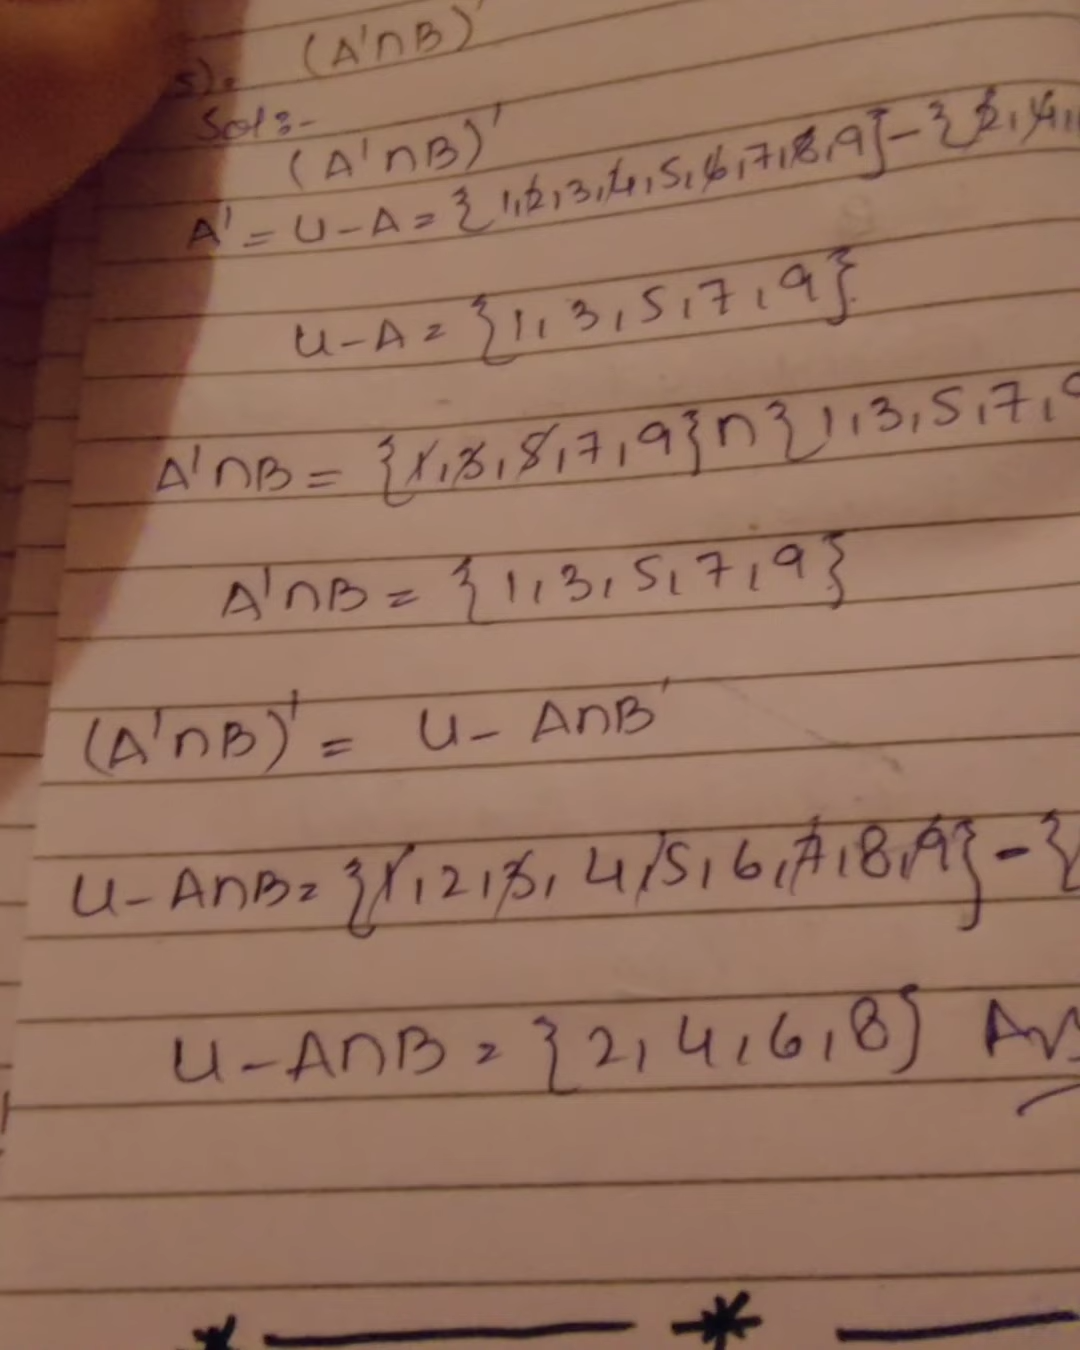 5):- (A'∩B)'
Sol:-
(A'∩B)'
A' = U-A = {1,2,3,4,5,6,7,8,9} - {2,4,
U-A = {1,3,5,7,9}
A'∩B = {1,3,5,7,9} ∩ {1,3,5,7,9
A'∩B = {1,3,5,7,9}
(A'∩B)' = U- A∩B'
U-A∩B = {1,2,3,4,5,6,7,8,9} - {
U-A∩B = {2,4,6,8} Ans